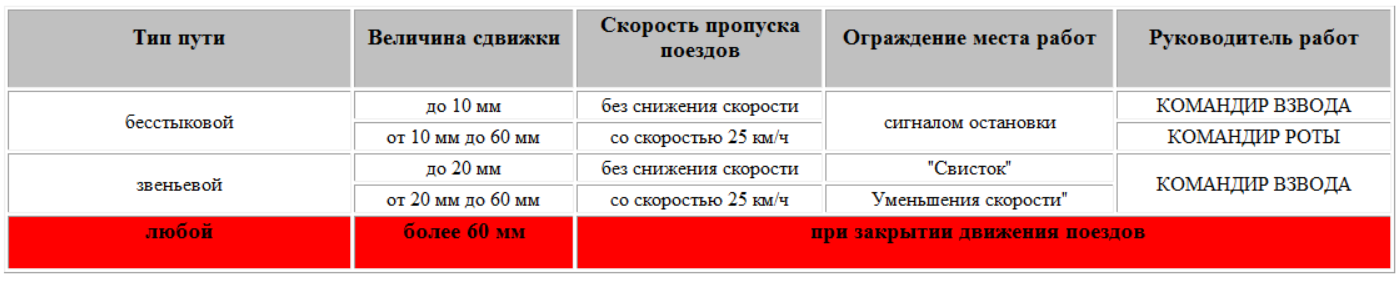 Тип пути
Величина сдвижки
Скорость пропуска
поездов
Ограждение места работ
Руководитель работ
бесстыковой
до 10 мм
без снижения скорости
сигналом остановки
КОМАНДИР ВЗВОДА
от 10 мм до 60 мм
со скоростью 25 км/ч
КОМАНДИР РОТЫ
звеньевой
до 20 мм
без снижения скорости
"Свисток"
КОМАНДИР ВЗВОДА
от 20 мм до 60 мм
со скоростью 25 км/ч
Уменьшения скорости"
любой
более 60 мм
при закрытии движения поездов